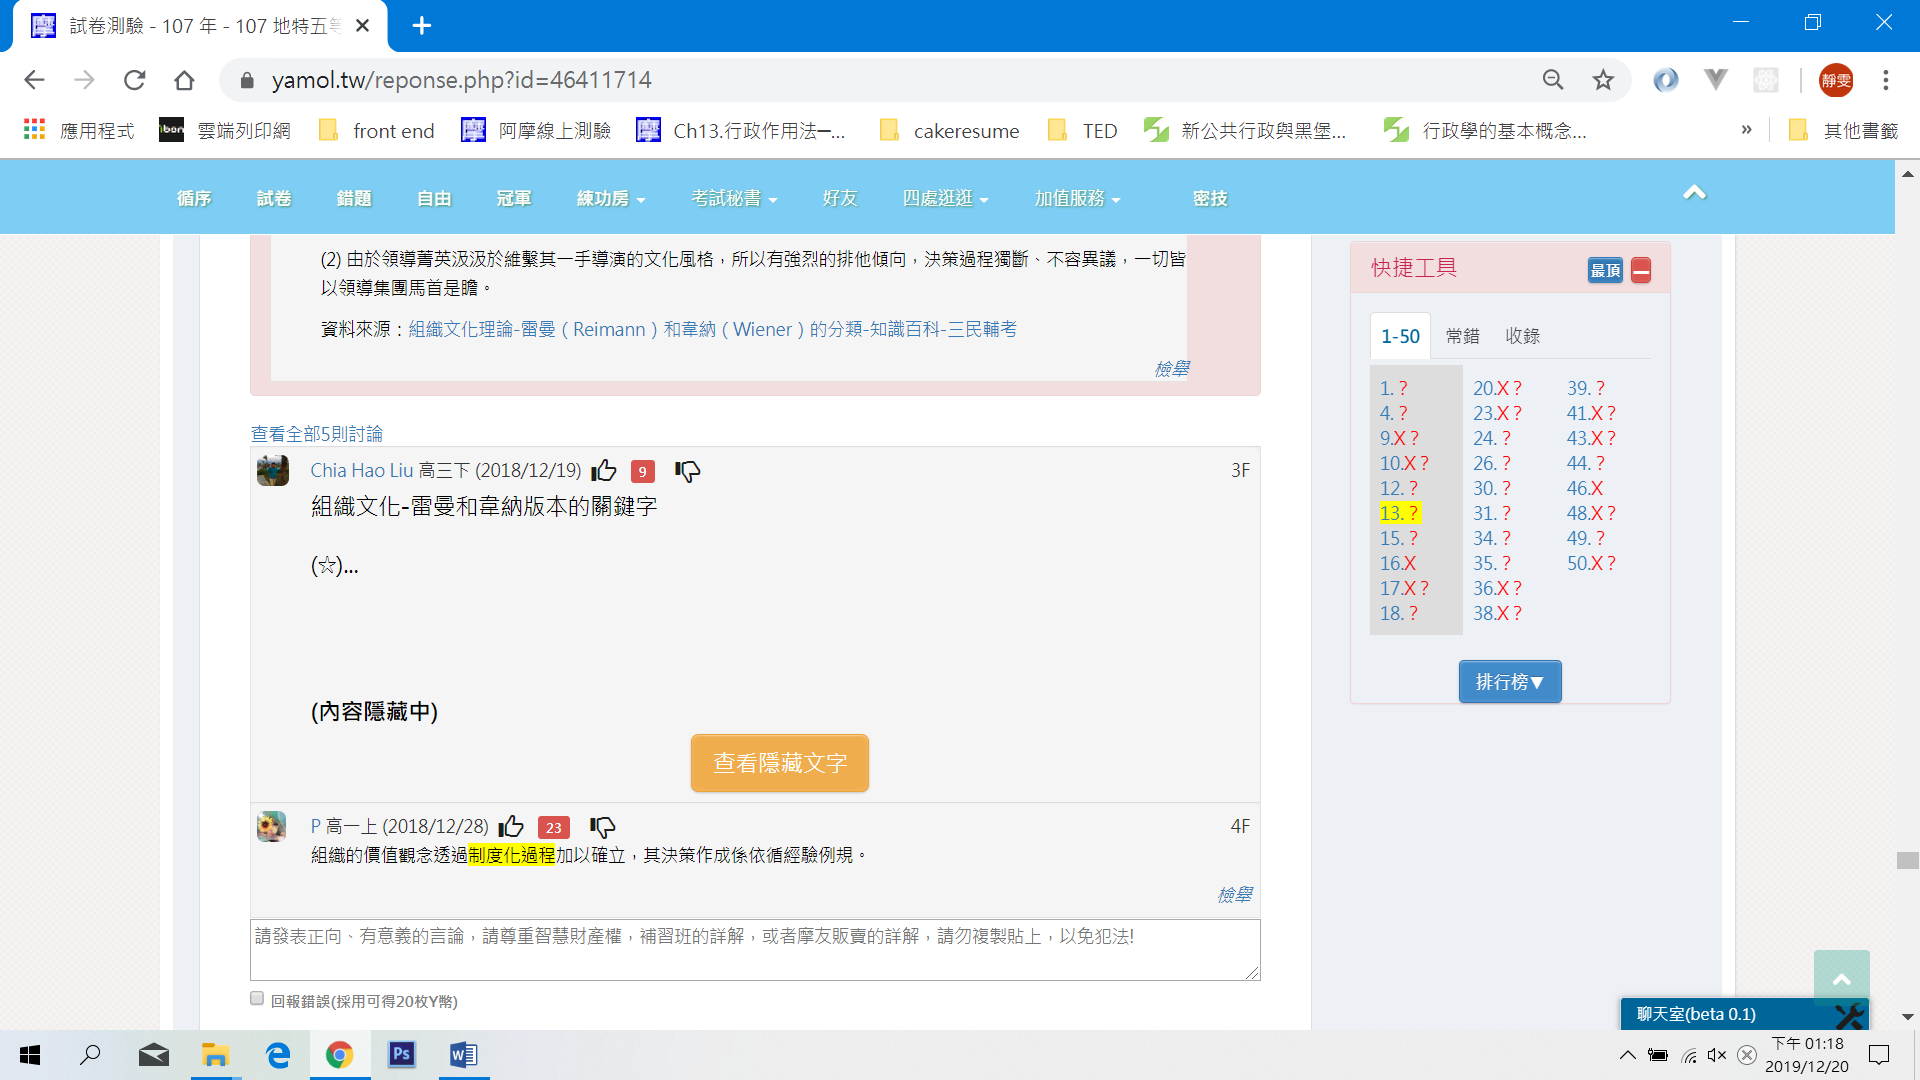 試卷測驗 - 107 年 - 107 地特五等
yamol.tw/reponse.php?id=46411714
靜雯
應用程式
ibon
雲端列印網
front end
阿摩線上測驗
Ch13.行政作用法─...
cakeresume
TED
新公共行政與黑堡...
行政學的基本概念...
»
其他書籤
循序 試卷 錯題 自由 冠軍 練功房 考試秘書 好友 四處逛逛 加值服務 密技
(2) 由於領導菁英汲汲於維繫其一手導演的文化風格，所以有強烈的排他傾向，決策過程獨斷、不容異議，一切皆
以領導集團馬首是瞻。
資料來源：組織文化理論-雷曼（Reimann）和韋納（Wiener）的分類-知識百科-三民輔考
檢舉
查看全部5則討論
Chia Hao Liu 高三下 (2018/12/19) 9 3F
組織文化-雷曼和韋納版本的關鍵字
(☆)...
(內容隱藏中)
查看隱藏文字
P 高一上 (2018/12/28) 23 4F
組織的價值觀念透過制度化過程加以確立，其決策作成係依循經驗例規。
檢舉
請發表正向、有意義的言論，請尊重智慧財產權，補習班的詳解，或者摩友販賣的詳解，請勿複製貼上，以免犯法!
回報錯誤(採用可得20枚Y幣)
快捷工具 最頂
1-50 常錯 收錄
1. ? 20.X ? 39. ?
4. ? 23.X ? 41.X ?
9.X ? 24. ? 43.X ?
10.X ? 26. ? 44. ?
12. ? 30. ? 46.X
13. ? 31. ? 48.X ?
15. ? 34. ? 49. ?
16.X 35. ? 50.X ?
17.X ? 36.X ?
18. ? 38.X ?
排行榜▼
聊天室(beta 0.1)
Ps
下午 01:18
2019/12/20